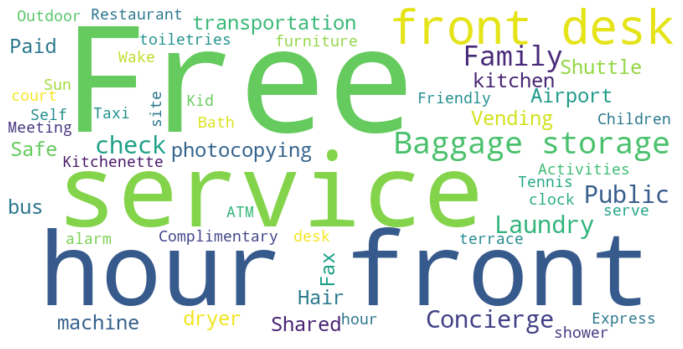 Outdoor Restaurant
transportation
front desk
Paid
toiletries
furniture
Free
Wake
Family
Shuttle
Sun
kitchen
court
site
Kid
Friendly
Airport
Self
Taxi
Meeting
Bath
Vending
Children
Safe
check
photocopying
Baggage storage
Kitchenette
service
Activities
Tennis
Public
bus
ATM
clock
serve
Laundry
alarm
Complimentary
desk
terrace
hour front
Fax
Hair
machine
dryer
Shared
hour
Concierge
Express
shower